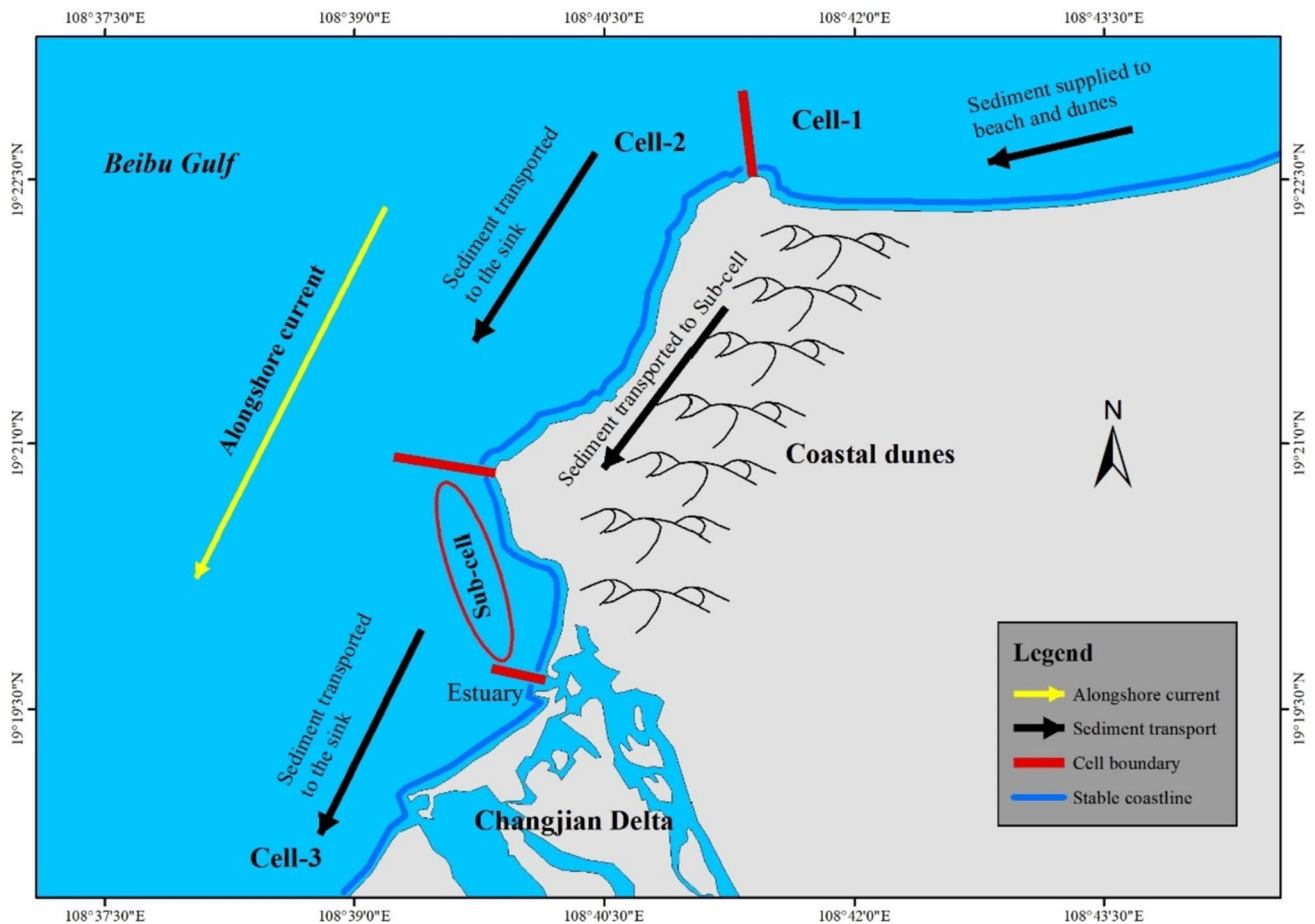 108°37'30"E
108°39'0"E
108°40'30"E
108°42'0"E
108°43'30"E
19°22'30"N
19°21'0"N
19°19'30"N
Beibu Gulf
Cell-2
Cell-1
Sediment supplied to
beach and dunes
Sediment transported
to the sink
Alongshore current
Sediment transported to Sub-cell
Coastal dunes
N
Sub-cell
Estuary
Sediment transported
to the sink
Cell-3
Changjian Delta
Legend
Alongshore current
Sediment transport
Cell boundary
Stable coastline
19°22'30"N
19°21'0"N
19°19'30"N
108°37'30"E
108°39'0"E
108°40'30"E
108°42'0"E
108°43'30"E